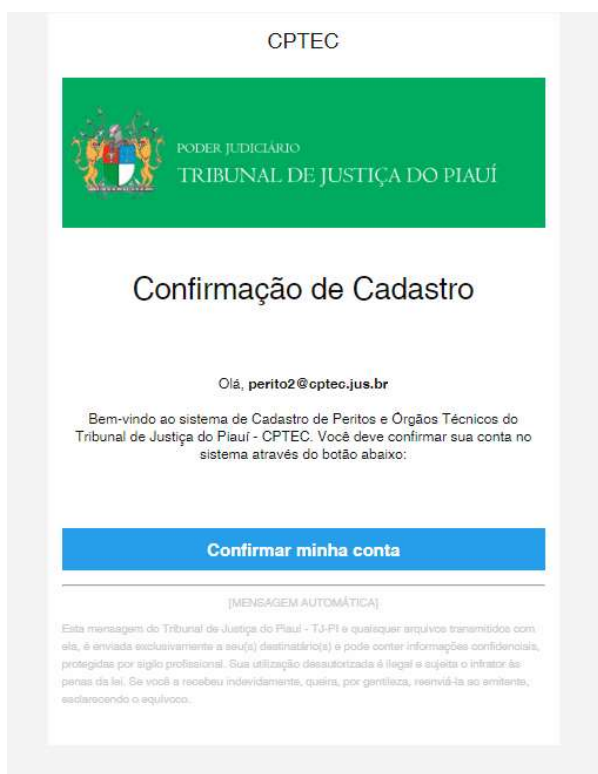 CPTEC
PODER JUDICIÁRIO
TRIBUNAL DE JUSTIÇA DO PIAUÍ
Confirmação de Cadastro
Olá, perito2@cptec.jus.br
Bem-vindo ao sistema de Cadastro de Peritos e Órgãos Técnicos do
Tribunal de Justiça do Piauí - CPTEC. Você deve confirmar sua conta no
sistema através do botão abaixo:
Confirmar minha conta
[MENSAGEM AUTOMÁTICA]
Esta mensagem do Tribunal de Justiça do Piauí - TJ-PI e quaisquer arquivos transmitidos com
ela, é enviada exclusivamente a seu(s) destinatário(s) e pode conter informações confidenciais,
protegidas por sigilo profissional. Sua utilização desautorizada é ilegal e sujeita o infrator às
penas da lei. Se você a recebeu indevidamente, queira, por gentileza, reenviá-la ao emitente,
esclarecendo o equívoco.